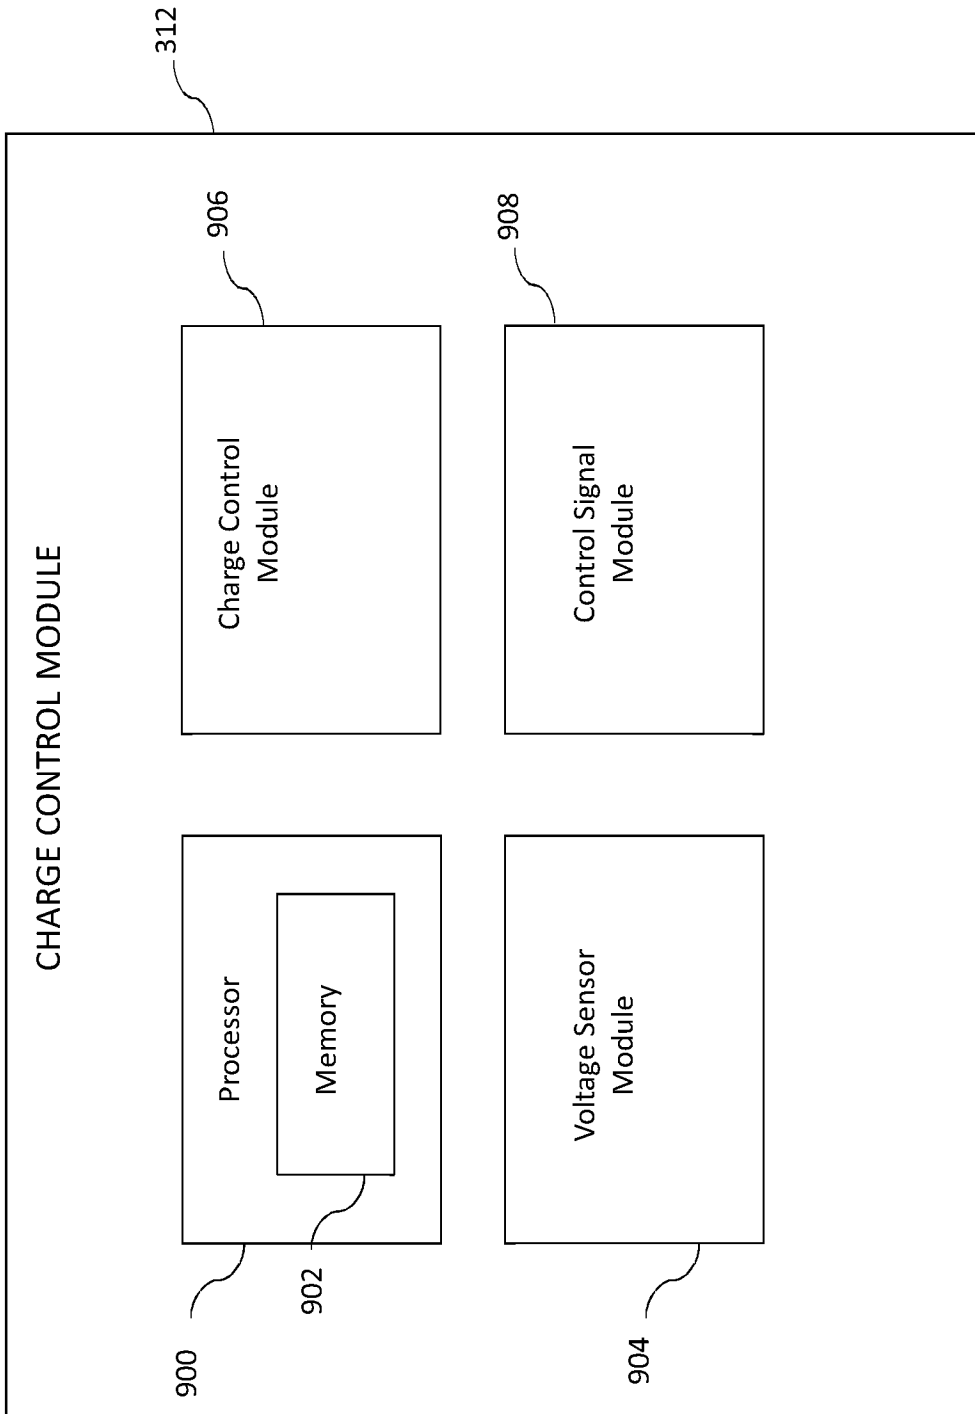 CHARGE CONTROL MODULE
312
900
Processor
902
Memory
906
Charge Control
Module
904
Voltage Sensor
Module
908
Control Signal
Module